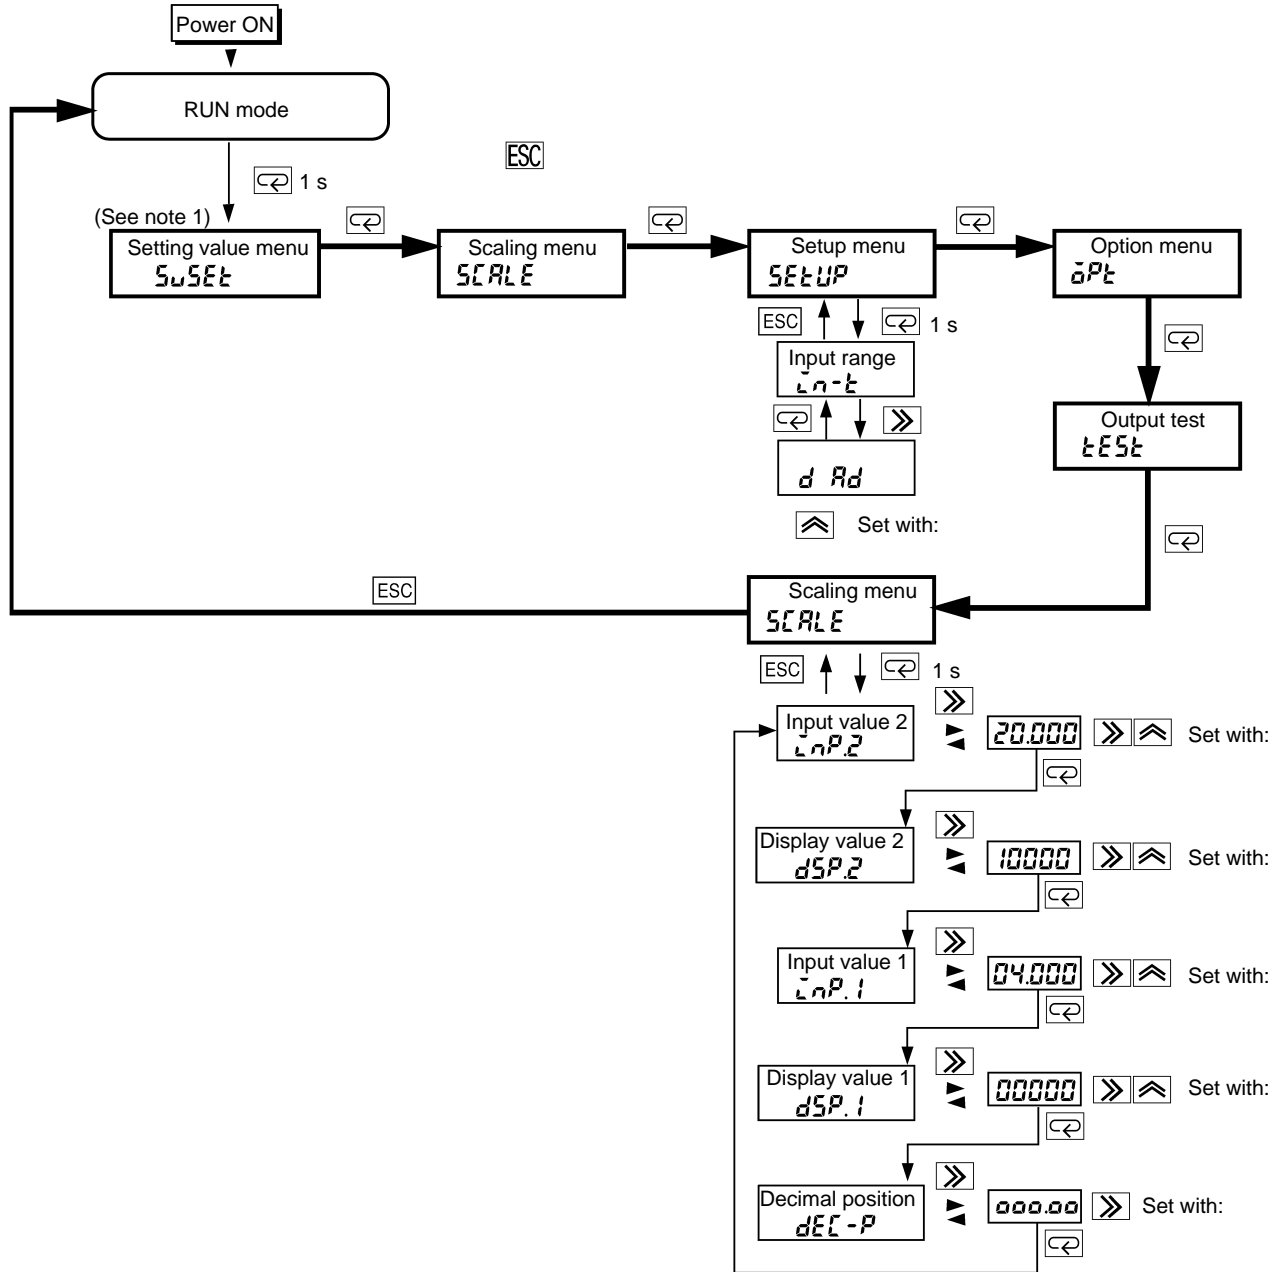 Power ON
RUN mode
ESC
1 s
(See note 1)
Setting value menu
SvSEt
Scaling menu
SCALE
Setup menu
SEtUP
Option menu
oPt
ESC
1 s
Input range
in-t
Output test
tESt
d Ad
Set with:
ESC
Scaling menu
SCALE
ESC
1 s
Input value 2
inP.2
20.000
Set with:
Display value 2
dSP.2
10000
Set with:
Input value 1
inP.1
04.000
Set with:
Display value 1
dSP.1
00000
Set with:
Decimal position
dEC-P
ooo.oo
Set with: